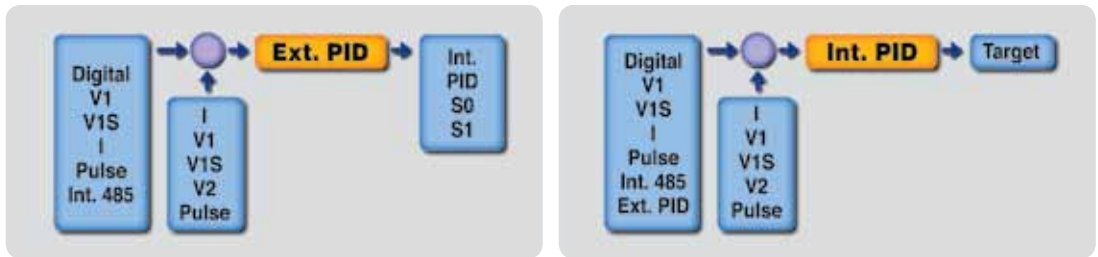 Digital
V1
V1S
I
Pulse
Int. 485
I
V1
V1S
V2
Pulse
Ext. PID
Int.
PID
S0
S1
Digital
V1
V1S
I
Pulse
Int. 485
Ext. PID
I
V1
V1S
V2
Pulse
Int. PID
Target